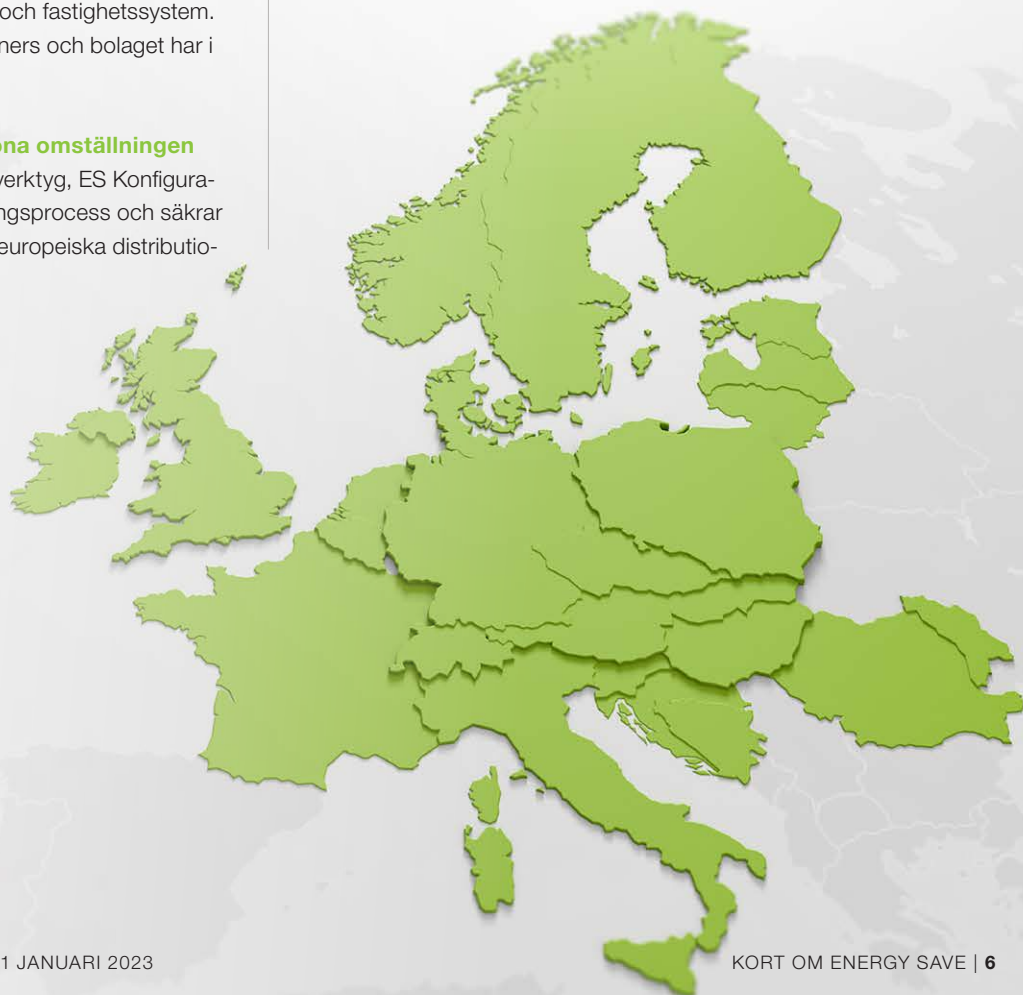 och fastighetssystem.
ners och bolaget har i
öna omställningen
verktyg, ES Konfigura-
ngsprocess och säkrar
europeiska distributio-
1 JANUARI 2023
KORT OM ENERGY SAVE | 6